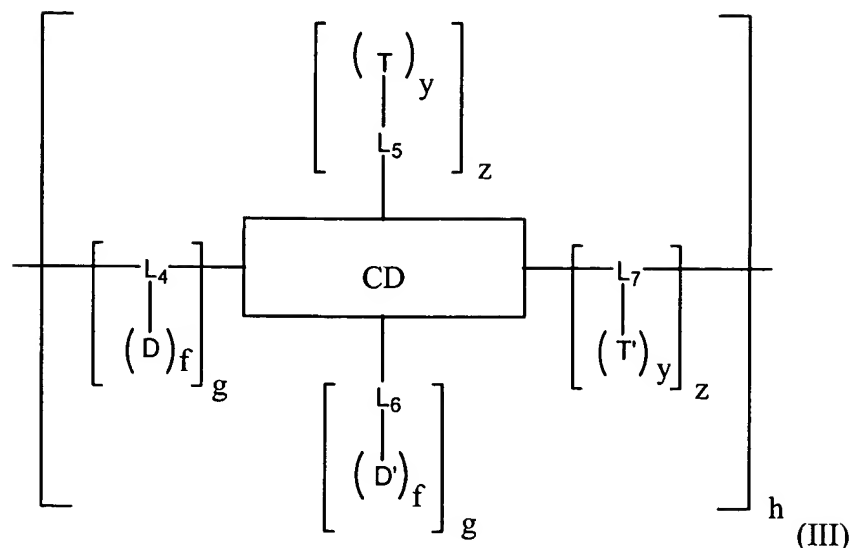 ( T ) y
L5
z
L4
CD
L7
( D ) f
g
( T' ) y
z
L6
( D' ) f
g
h
(III)